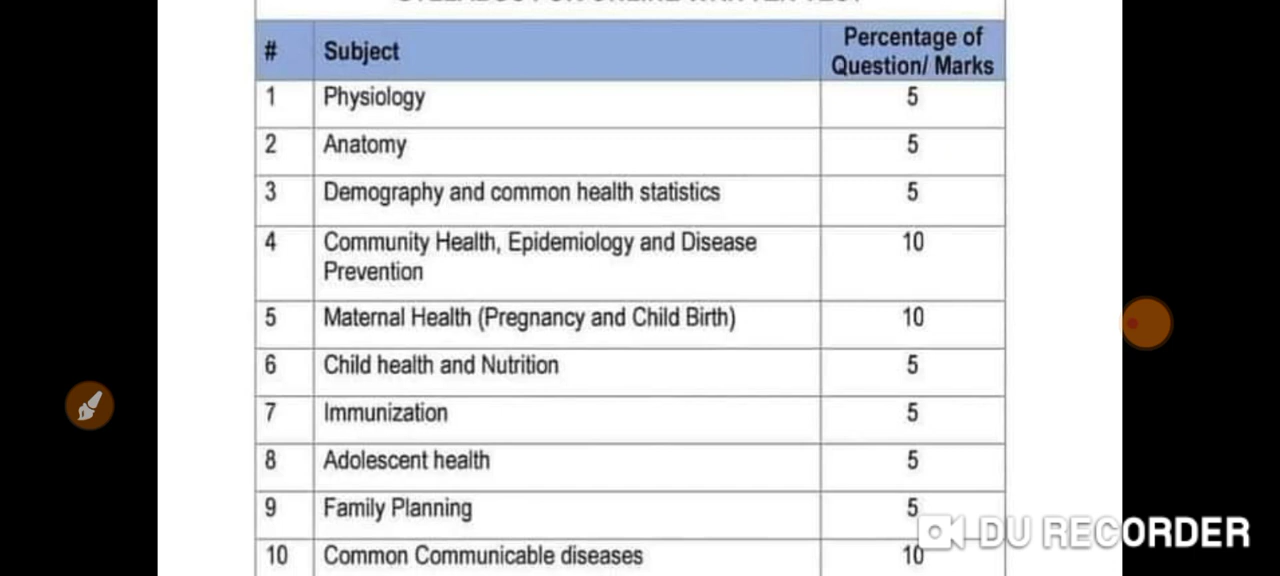 # Subject Percentage of
Question/ Marks
1 Physiology 5
2 Anatomy 5
3 Demography and common health statistics 5
4 Community Health, Epidemiology and Disease 10
Prevention
5 Maternal Health (Pregnancy and Child Birth) 10
6 Child health and Nutrition 5
7 Immunization 5
8 Adolescent health 5
9 Family Planning 5
DU RECORDER
10 Common Communicable diseases 10